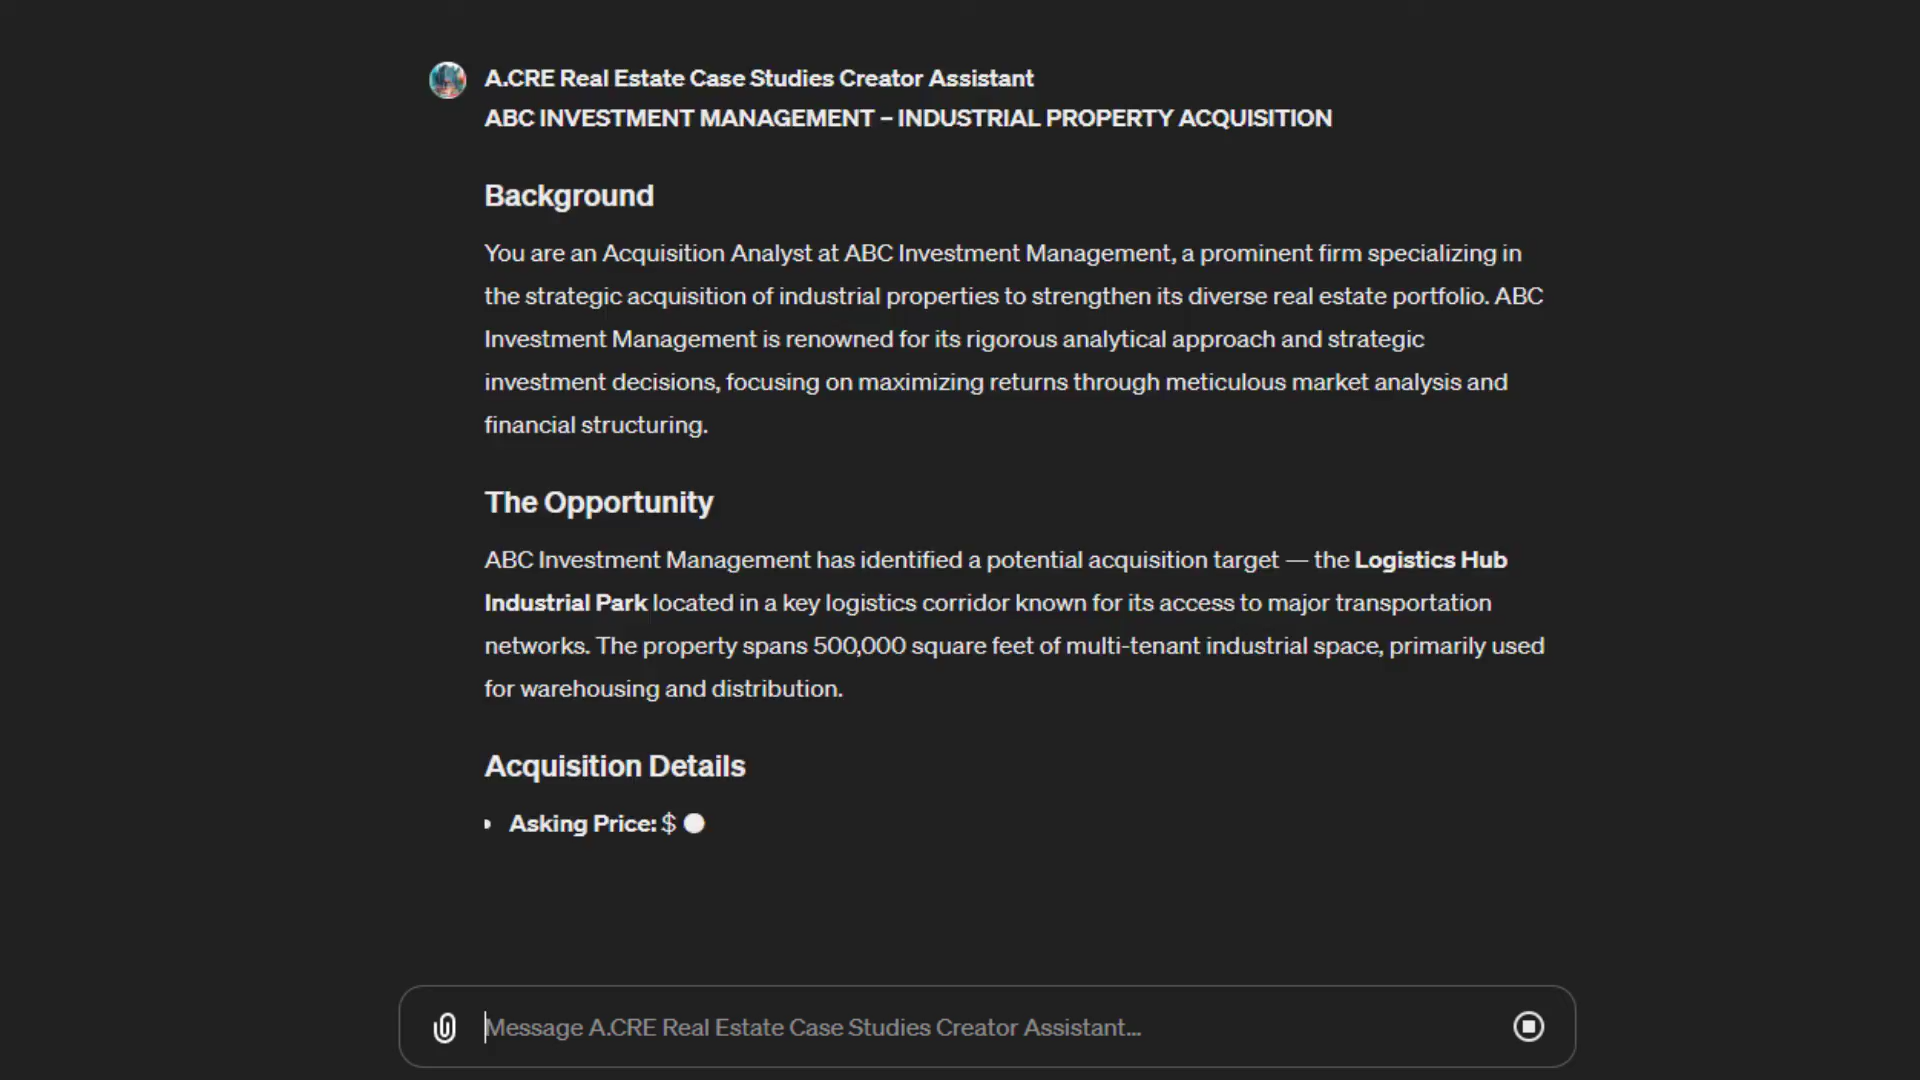 A.CRE Real Estate Case Studies Creator Assistant
ABC INVESTMENT MANAGEMENT – INDUSTRIAL PROPERTY ACQUISITION
Background
You are an Acquisition Analyst at ABC Investment Management, a prominent firm specializing in
the strategic acquisition of industrial properties to strengthen its diverse real estate portfolio. ABC
Investment Management is renowned for its rigorous analytical approach and strategic
investment decisions, focusing on maximizing returns through meticulous market analysis and
financial structuring.
The Opportunity
ABC Investment Management has identified a potential acquisition target — the Logistics Hub
Industrial Park located in a key logistics corridor known for its access to major transportation
networks. The property spans 500,000 square feet of multi-tenant industrial space, primarily used
for warehousing and distribution.
Acquisition Details
• Asking Price: $
Message A.CRE Real Estate Case Studies Creator Assistant...